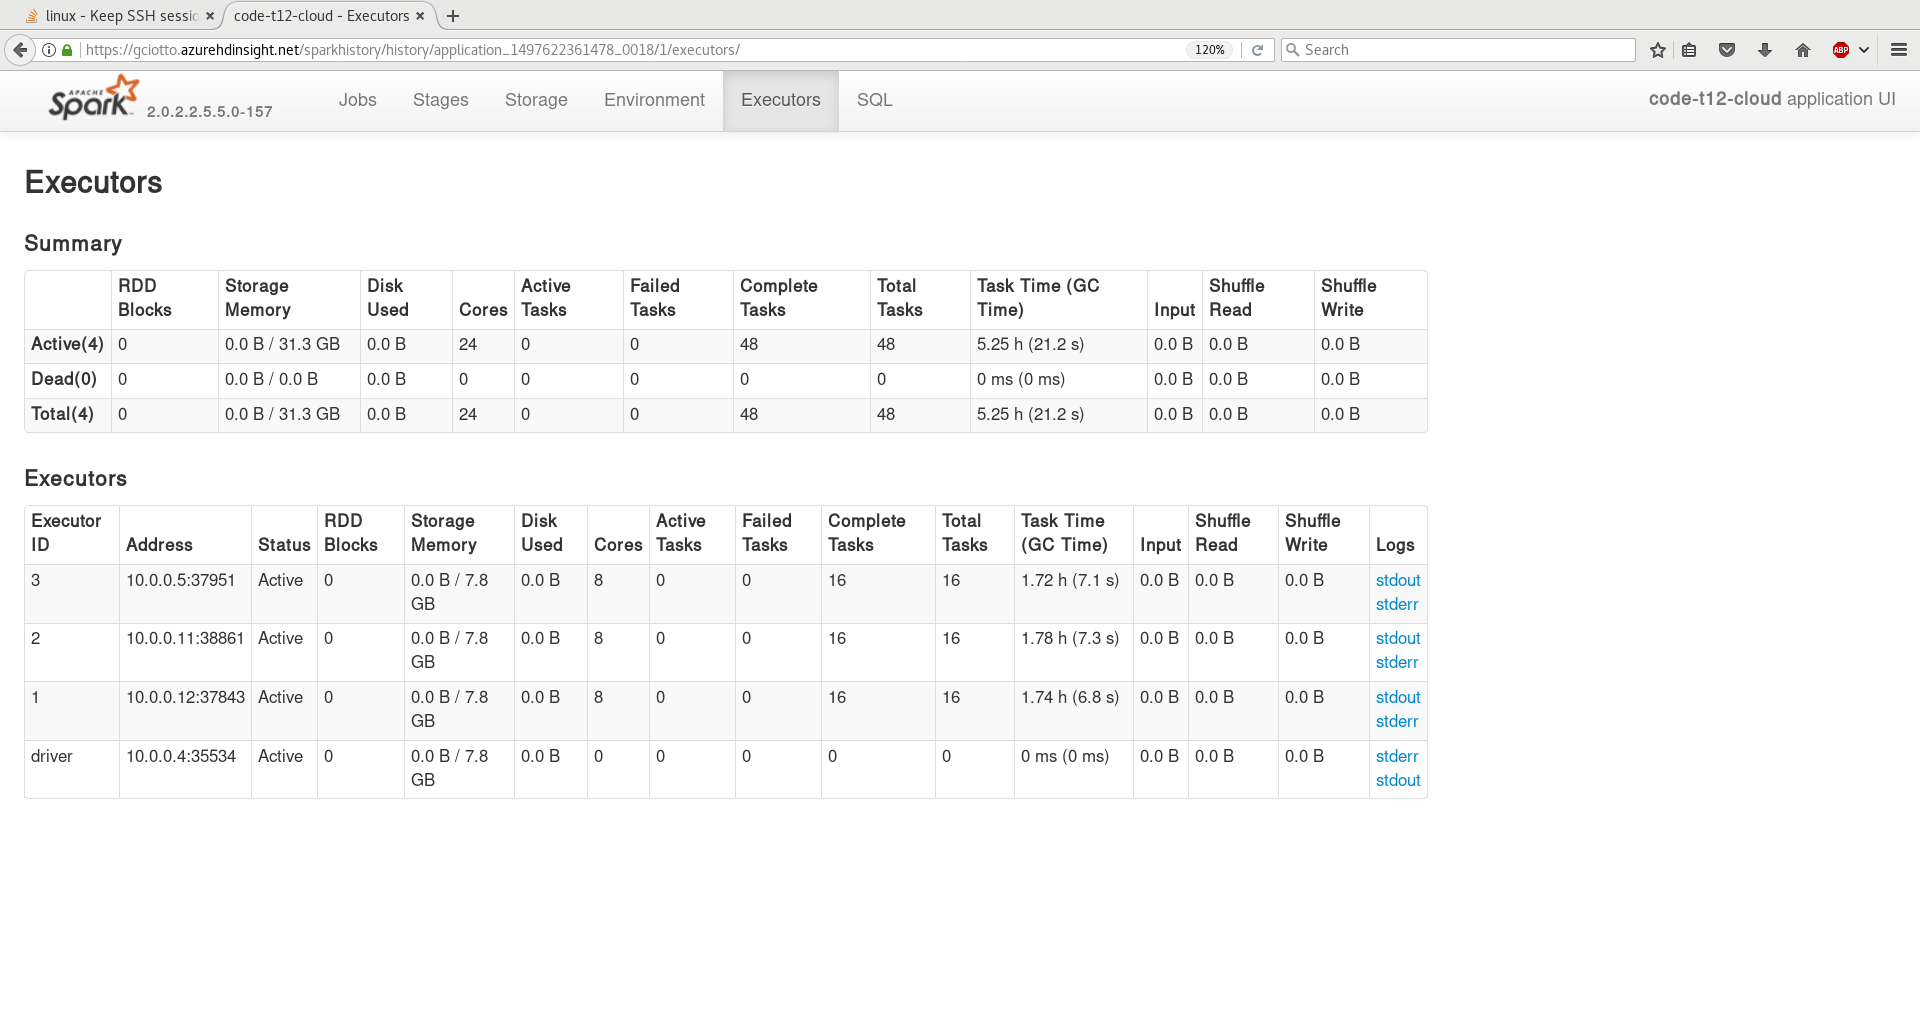 linux - Keep SSH sessio
code-t12-cloud - Executors
https://gciotto.azurehdinsight.net/sparkhistory/history/application_1497622361478_0018/1/executors/
120%
Search
ABP
APACHE
Spark
2.0.2.2.5.5.0-157
Jobs
Stages
Storage
Environment
Executors
SQL
code-t12-cloud application UI
Executors
Summary
RDD Blocks Storage Memory Disk Used Cores Active Tasks Failed Tasks Complete Tasks Total Tasks Task Time (GC Time) Input Shuffle Read Shuffle Write
Active(4) 0 0.0 B / 31.3 GB 0.0 B 24 0 0 48 48 5.25 h (21.2 s) 0.0 B 0.0 B 0.0 B
Dead(0) 0 0.0 B / 0.0 B 0.0 B 0 0 0 0 0 0 ms (0 ms) 0.0 B 0.0 B 0.0 B
Total(4) 0 0.0 B / 31.3 GB 0.0 B 24 0 0 48 48 5.25 h (21.2 s) 0.0 B 0.0 B 0.0 B
Executors
Executor ID Address Status RDD Blocks Storage Memory Disk Used Cores Active Tasks Failed Tasks Complete Tasks Total Tasks Task Time (GC Time) Input Shuffle Read Shuffle Write Logs
3 10.0.0.5:37951 Active 0 0.0 B / 7.8 GB 0.0 B 8 0 0 16 16 1.72 h (7.1 s) 0.0 B 0.0 B 0.0 B stdout stderr
2 10.0.0.11:38861 Active 0 0.0 B / 7.8 GB 0.0 B 8 0 0 16 16 1.78 h (7.3 s) 0.0 B 0.0 B 0.0 B stdout stderr
1 10.0.0.12:37843 Active 0 0.0 B / 7.8 GB 0.0 B 8 0 0 16 16 1.74 h (6.8 s) 0.0 B 0.0 B 0.0 B stdout stderr
driver 10.0.0.4:35534 Active 0 0.0 B / 7.8 GB 0.0 B 0 0 0 0 0 0 ms (0 ms) 0.0 B 0.0 B 0.0 B stderr stdout